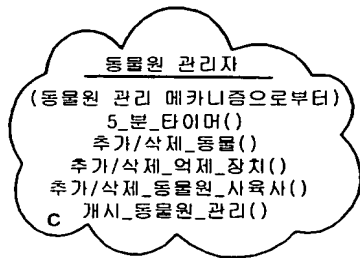 동물원 관리자
(동물원 관리 메카니즘으로부터)
5_분_타이머()
추가/삭제_동물()
추가/삭제_억제_장치()
추가/삭제_동물원_사육사()
개시_동물원_관리()
C